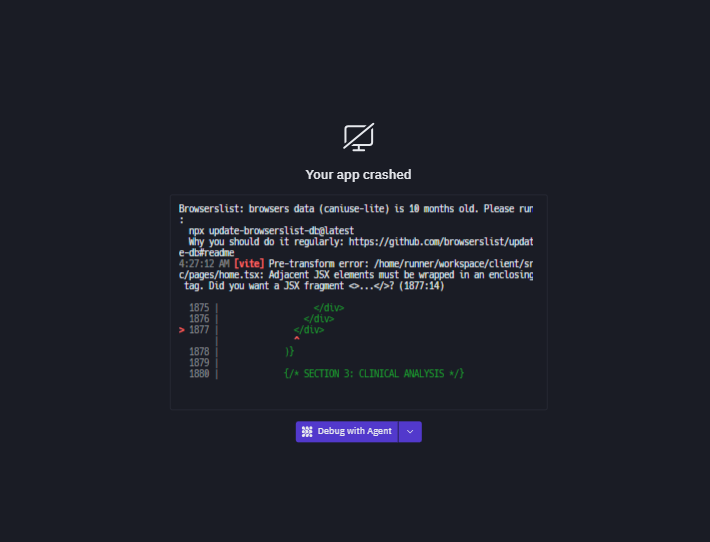 Your app crashed
Browserslist: browsers data (caniuse-lite) is 10 months old. Please run
:
npx update-browserslist-db@latest
Why you should do it regularly: https://github.com/browserslist/updat
e-db#readme
4:27:12 AM [vite] Pre-transform error: /home/runner/workspace/client/sr
c/pages/home.tsx: Adjacent JSX elements must be wrapped in an enclosing
tag. Did you want a JSX fragment <>...</>? (1877:14)
1875 | </div>
1876 | </div>
> 1877 | </div>
| ^
1878 | )}
1879 |
1880 | {/* SECTION 3: CLINICAL ANALYSIS */}
Debug with Agent